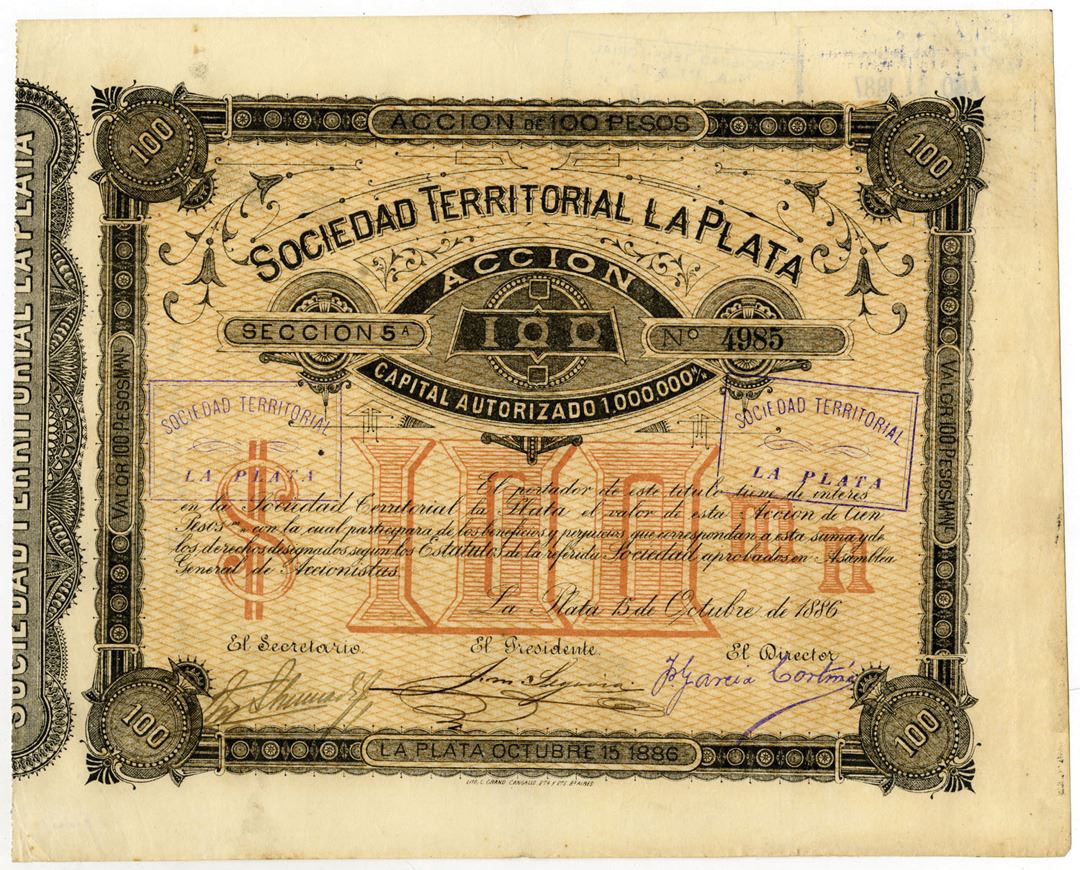 ACCION DE 100 PESOS
100
100
SOCIEDAD TERRITORIAL LA PLATA
SOCIEDAD TERRITORIAL LA PLATA
ACCION
SECCION 5A
100
No 4985
CAPITAL AUTORIZADO 1.000.000 M/N
VALOR 100 PESOS M/N
VALOR 100 PESOS M/N
SOCIEDAD TERRITORIAL
LA PLATA
SOCIEDAD TERRITORIAL
LA PLATA
$ 100 m n
El portador de este titulo tiene de interes
en la Sociedad Territorial La Plata el valor de esta Accion de Cien
Pesos m/n con la cual participara de los beneficios y perjuicios que correspondan a esta suma y de
los derechos designados segun los Estatutos de la referida Sociedad aprobados en Asamblea
General de Accionistas.
La Plata 15 de Octubre de 1886
El Secretario.
El Presidente.
El Director
J Garcia Cortina
100
100
LA PLATA OCTUBRE 15 1886